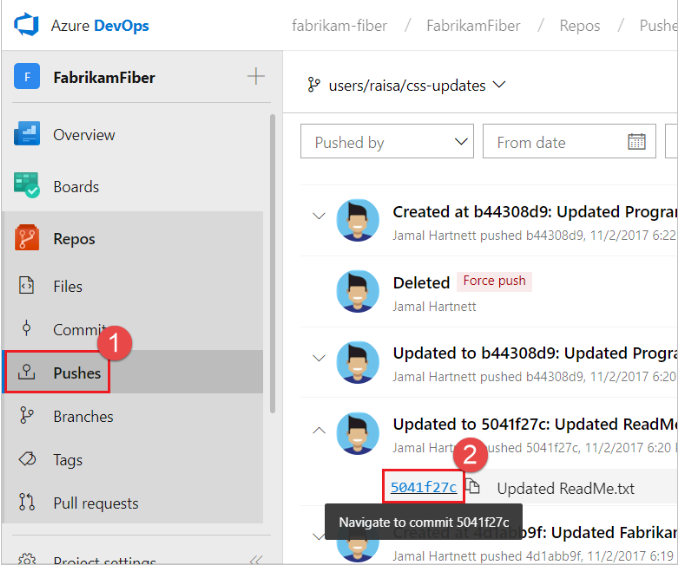 Azure DevOps
fabrikam-fiber / FabrikamFiber / Repos / Pushe
F FabrikamFiber
users/raisa/css-updates
Overview
Pushed by
From date
Boards
Created at b44308d9: Updated Progra
Jamal Hartnett pushed b44308d9, 11/2/2017 6:22
Repos
Files
Deleted Force push
Jamal Hartnett
Commit
1
Updated to b44308d9: Updated Progra
Jamal Hartnett pushed b44308d9, 11/2/2017 6:20
Pushes
Branches
Updated to 5041f27c: Updated ReadMe
Jamal Hart pushed 5041f27c, 11/2/2017 6:20
2
Tags
5041f27c Updated ReadMe.txt
Pull requests
Navigate to commit 5041f27c
Created at 4d1abb9f: Updated Fabrikam
Jamal Hartnett pushed 4d1abb9f, 11/2/2017 6:19
Project settings